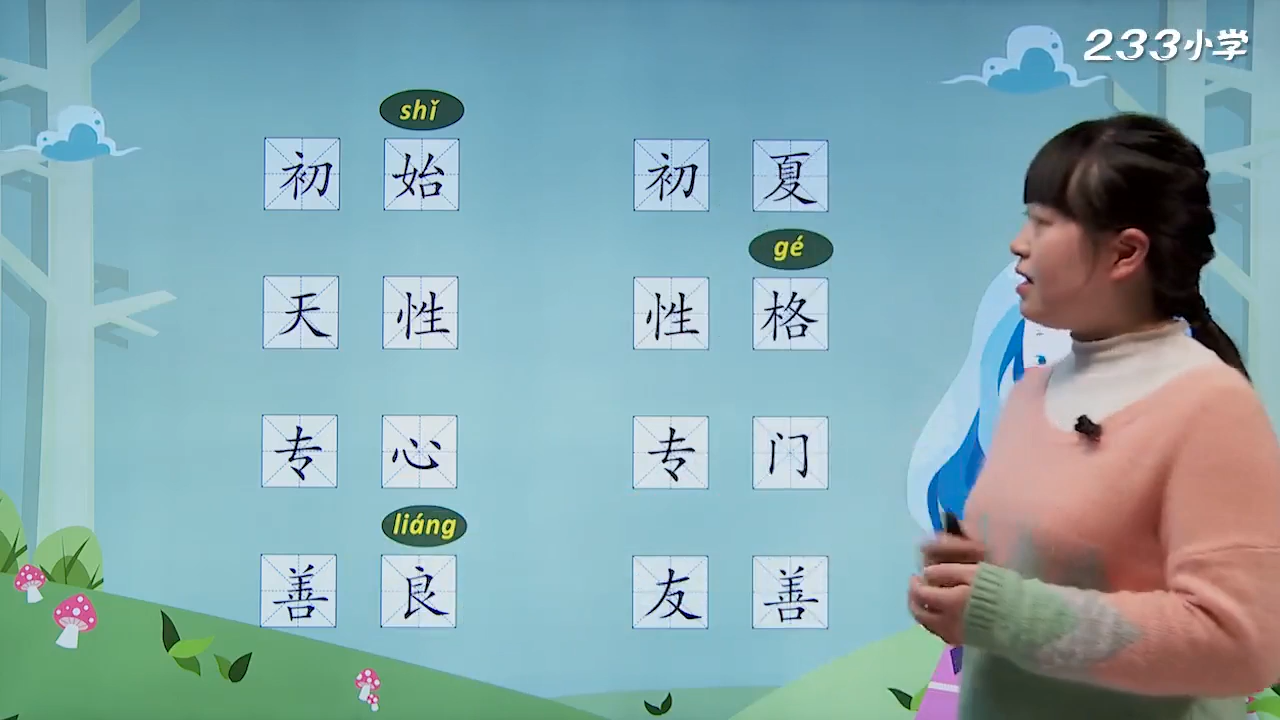 233小学
shǐ
初始 初夏
gé
天性 性格
专心 专门
liáng
善良 友善